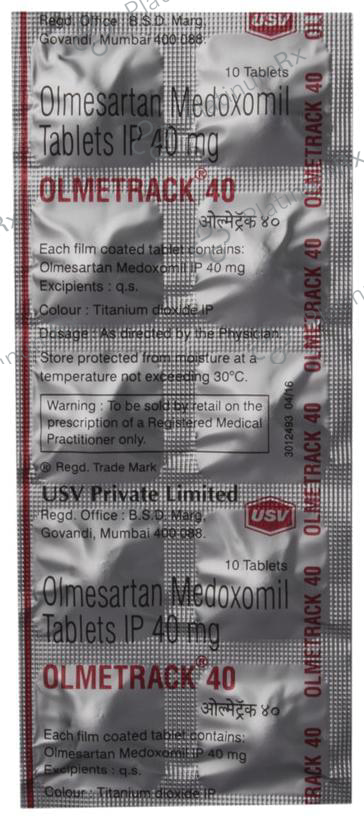 Regd. Office : B.S.D. Marg,
Govandi, Mumbai 400 088.
USV
10 Tablets
Olmesartan Medoxomil
Tablets IP 40 mg
OLMETRACK® 40
ओल्मेट्रॅक ४०
Each film coated tablet contains:
Olmesartan Medoxomil IP 40 mg
Excipients : q.s.
Colour : Titanium dioxide IP
Dosage : As directed by the Physician.
Store protected from moisture at a
temperature not exceeding 30°C.
Warning : To be sold by retail on the
prescription of a Registered Medical
Practitioner only.
3012493 04/16
® Regd. Trade Mark
USV Private Limited
Regd. Office : B.S.D. Marg,
Govandi, Mumbai 400 088.
USV
10 Tablets
Olmesartan Medoxomil
Tablets IP 40 mg
OLMETRACK® 40
ओल्मेट्रॅक ४०
Each film coated tablet contains:
Olmesartan Medoxomil IP 40 mg
Excipients : q.s.
Colour : Titanium dioxide IP
OL
OLMETRACK 40
OLMETRACK 40
OLMETRACK 40
OLMETRACK 40
OLMETRACK 40
RACK 40